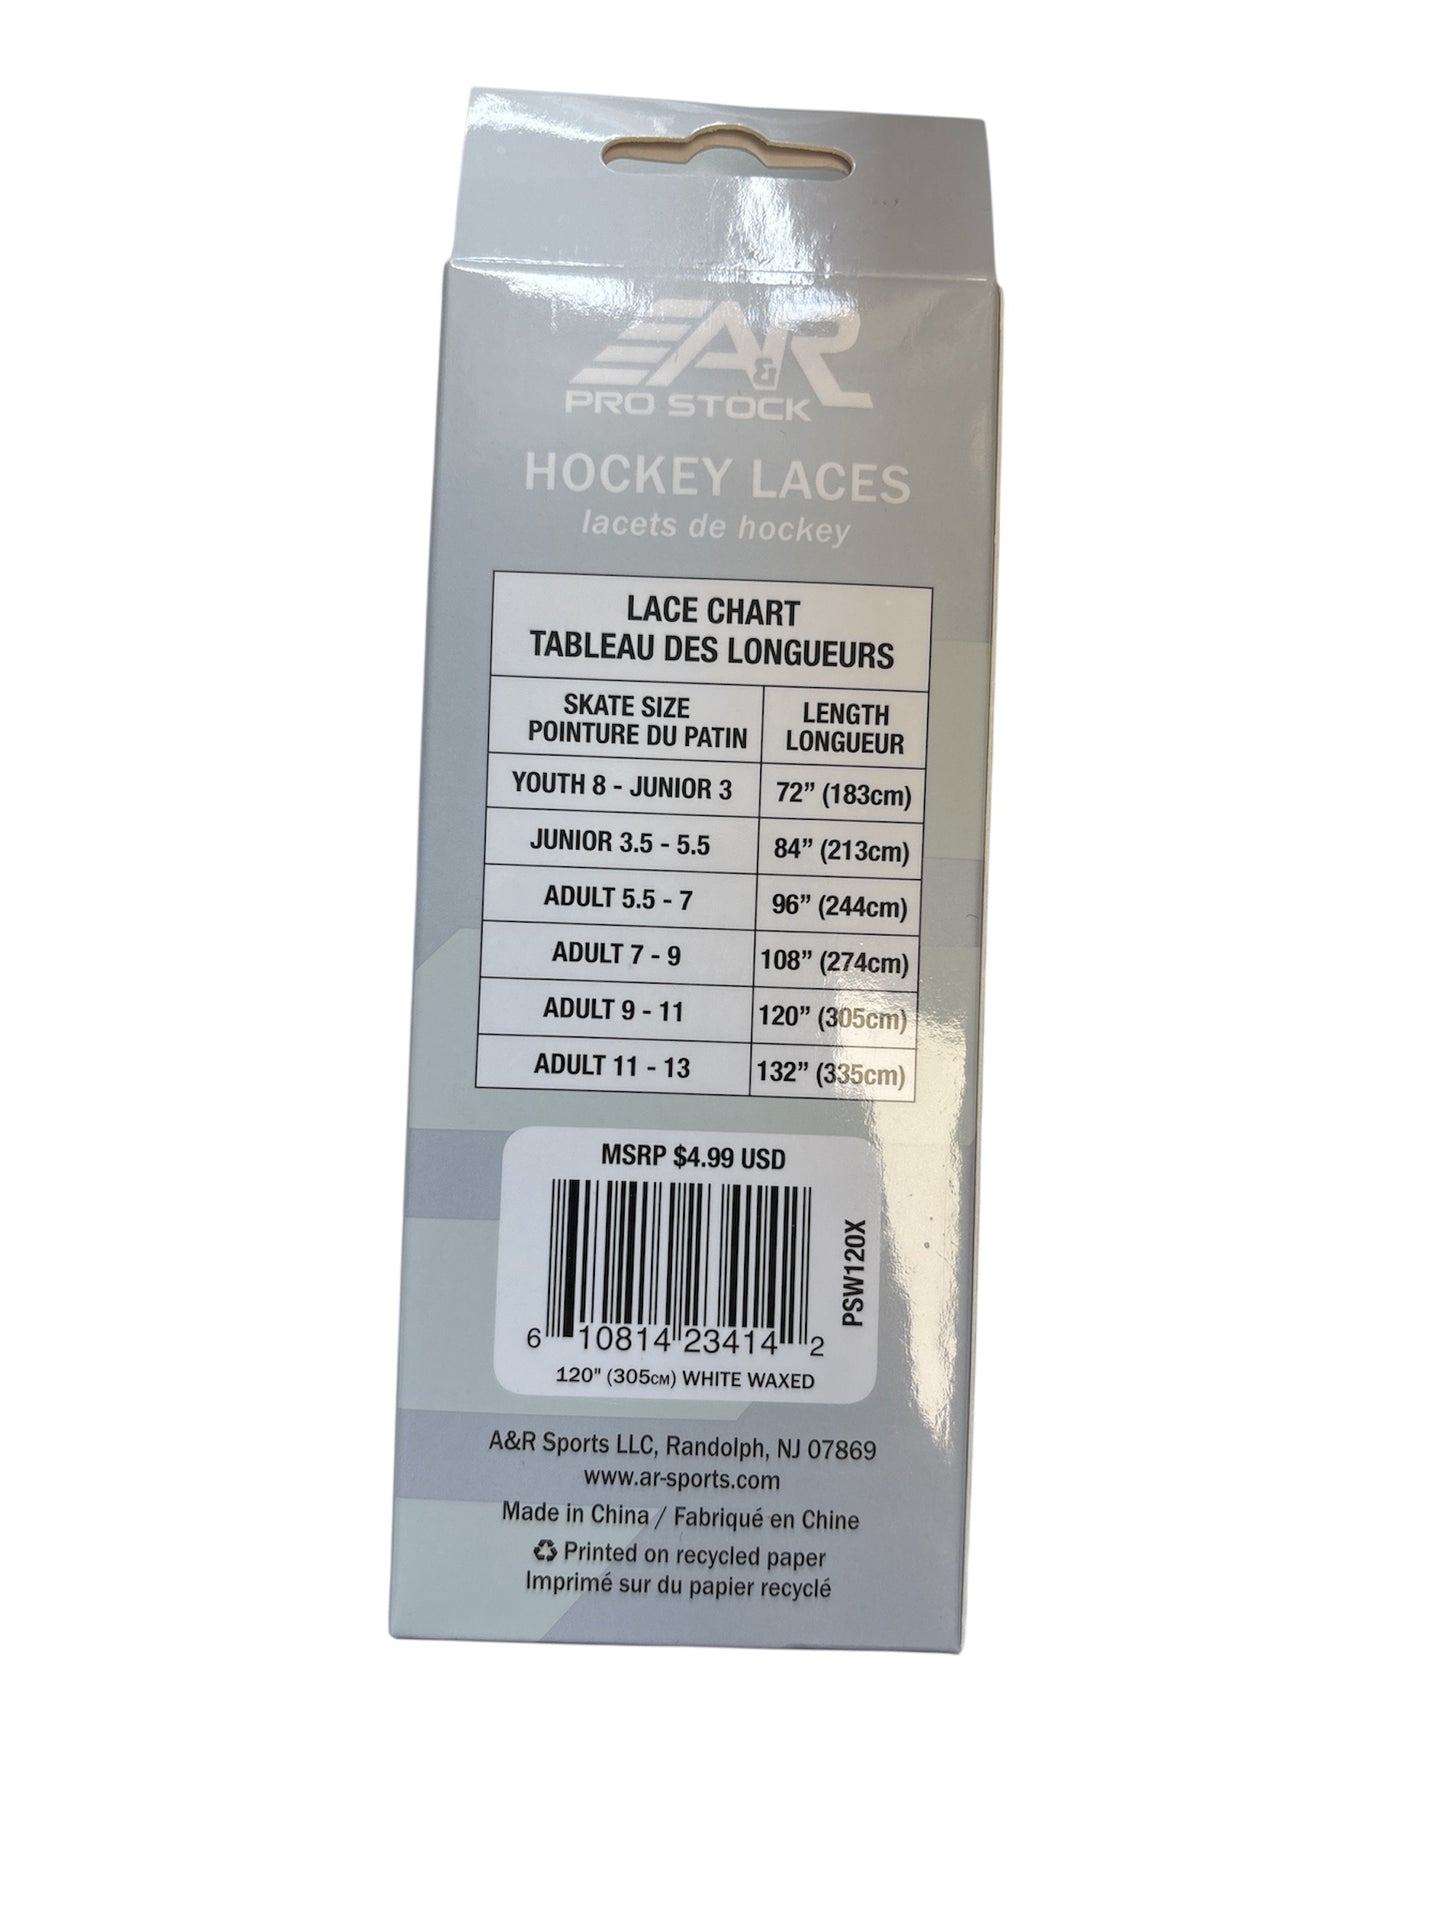 A&R
PRO STOCK
HOCKEY LACES
lacets de hockey
LACE CHART
TABLEAU DES LONGUEURS
SKATE SIZE
POINTURE DU PATIN
LENGTH
LONGUEUR
YOUTH 8 - JUNIOR 3 72” (183cm)
JUNIOR 3.5 - 5.5 84” (213cm)
ADULT 5.5 - 7 96” (244cm)
ADULT 7 - 9 108” (274cm)
ADULT 9 - 11 120” (305cm)
ADULT 11 - 13 132” (335cm)
MSRP $4.99 USD
PSW120X
6 10814 23414 2
120" (305CM) WHITE WAXED
A&R Sports LLC, Randolph, NJ 07869
www.ar-sports.com
Made in China / Fabriqué en Chine
Printed on recycled paper
Imprimé sur du papier recyclé